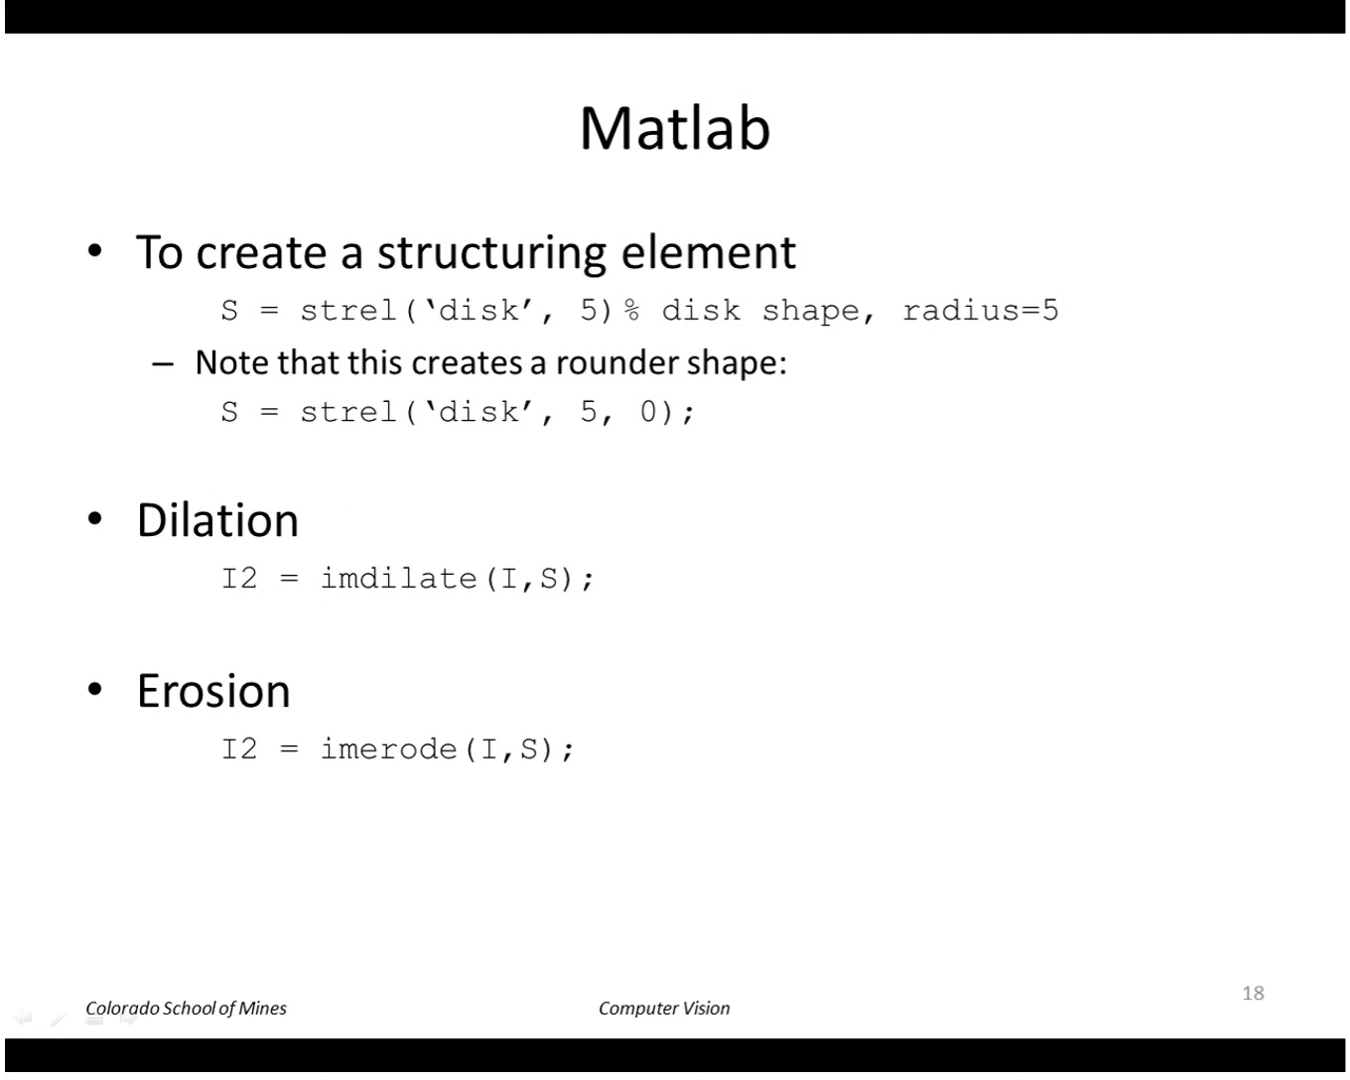 Matlab
• To create a structuring element
S = strel(‘disk’, 5)% disk shape, radius=5
– Note that this creates a rounder shape:
S = strel(‘disk’, 5, 0);
• Dilation
I2 = imdilate(I,S);
• Erosion
I2 = imerode(I,S);
Colorado School of Mines
Computer Vision
18